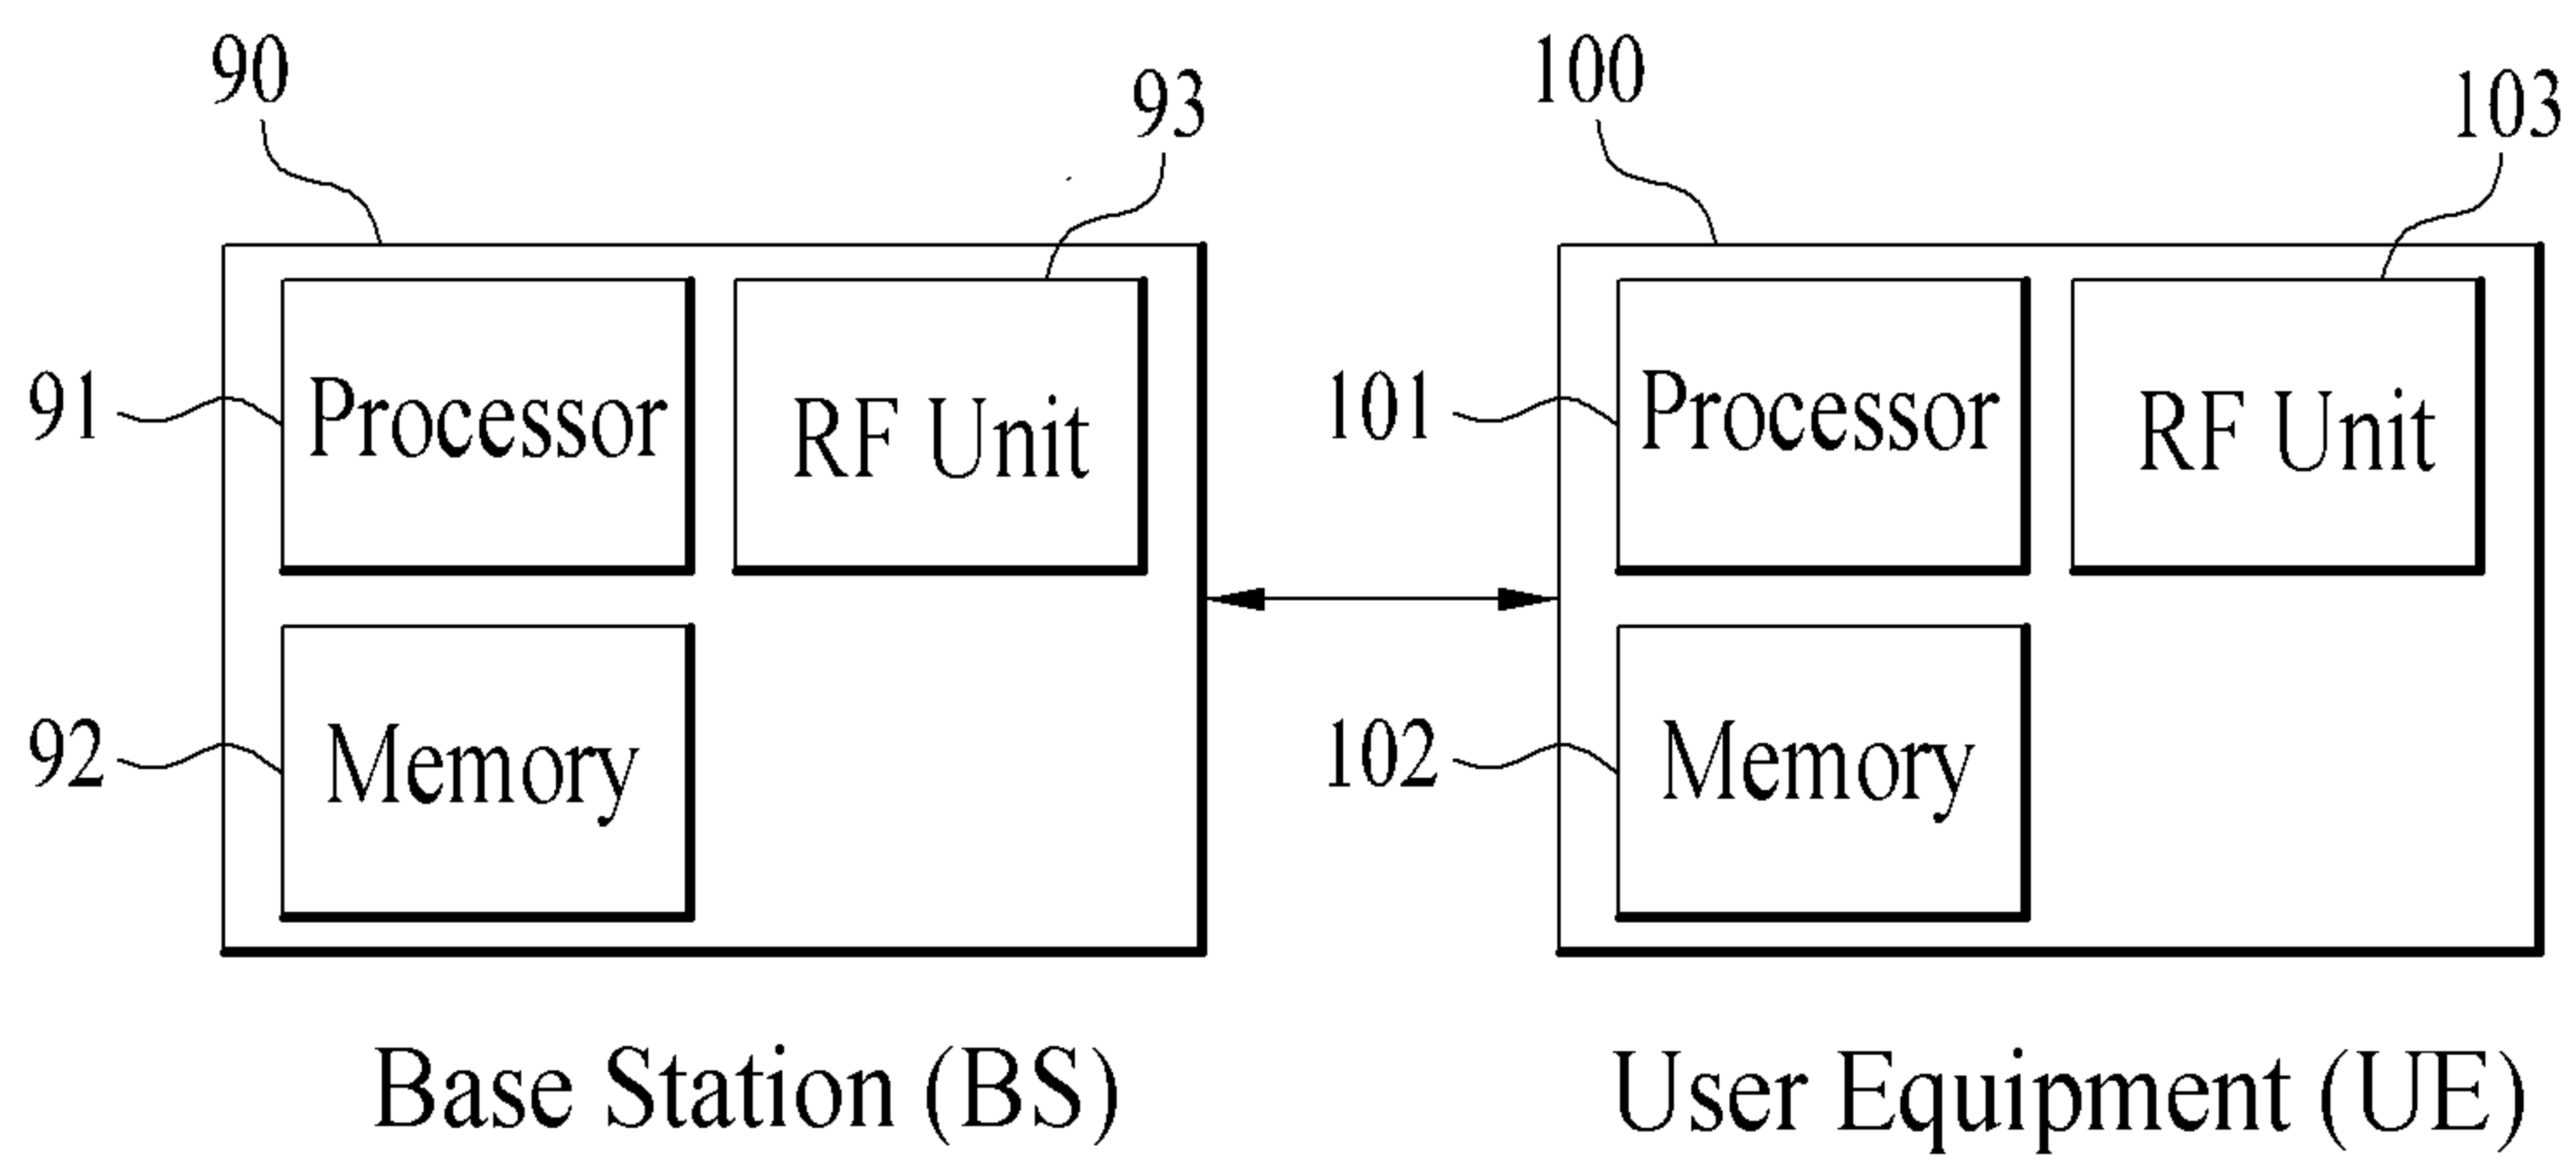 90
93
100
103
91
Processor
RF Unit
101
Processor
RF Unit
92
Memory
102
Memory
Base Station (BS)
User Equipment (UE)